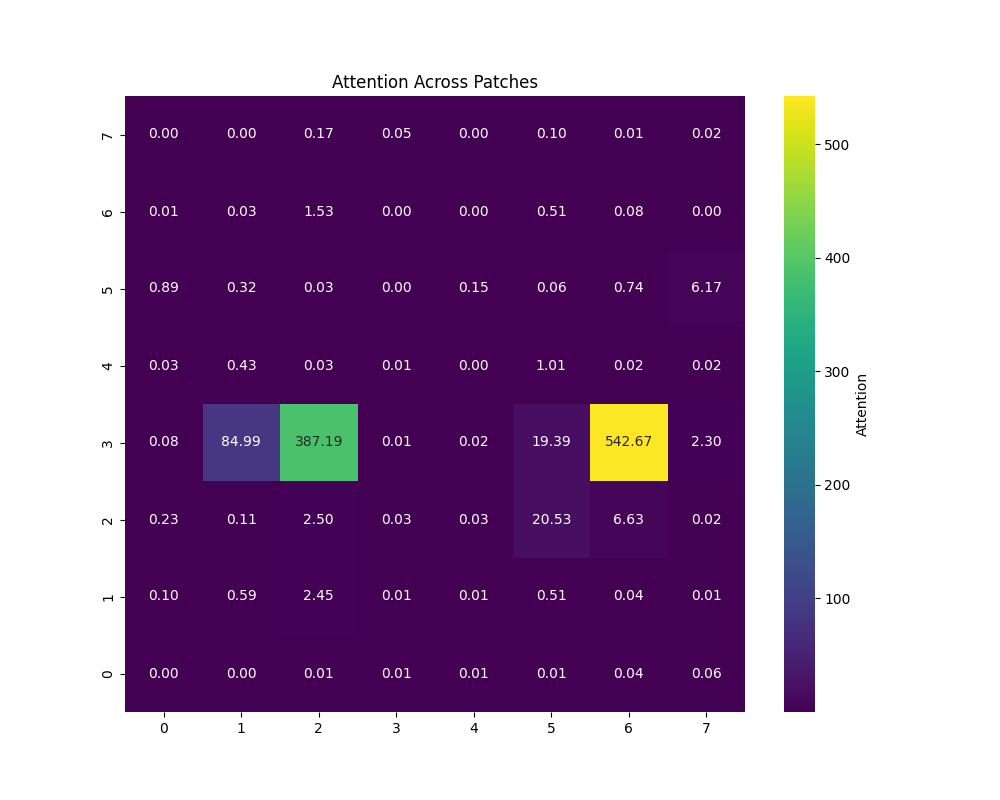 Attention Across Patches
7 0.00 0.00 0.17 0.05 0.00 0.10 0.01 0.02
6 0.01 0.03 1.53 0.00 0.00 0.51 0.08 0.00
5 0.89 0.32 0.03 0.00 0.15 0.06 0.74 6.17
4 0.03 0.43 0.03 0.01 0.00 1.01 0.02 0.02
3 0.08 84.99 387.19 0.01 0.02 19.39 542.67 2.30
2 0.23 0.11 2.50 0.03 0.03 20.53 6.63 0.02
1 0.10 0.59 2.45 0.01 0.01 0.51 0.04 0.01
0 0.00 0.00 0.01 0.01 0.01 0.01 0.04 0.06
0 1 2 3 4 5 6 7
500
400
300
200
100
Attention